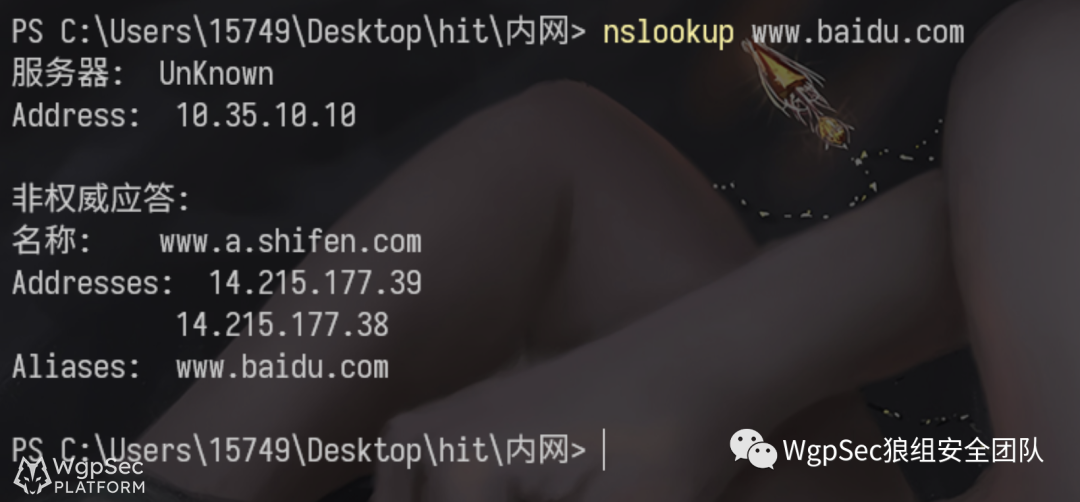 PS C:\Users\15749\Desktop\hit\内网> nslookup www.baidu.com
服务器:  UnKnown
Address:  10.35.10.10
非权威应答:
名称:    www.a.shifen.com
Addresses:  14.215.177.39
          14.215.177.38
Aliases:  www.baidu.com
PS C:\Users\15749\Desktop\hit\内网>
WgpSec狼组安全团队
WgpSec
PLATFORM